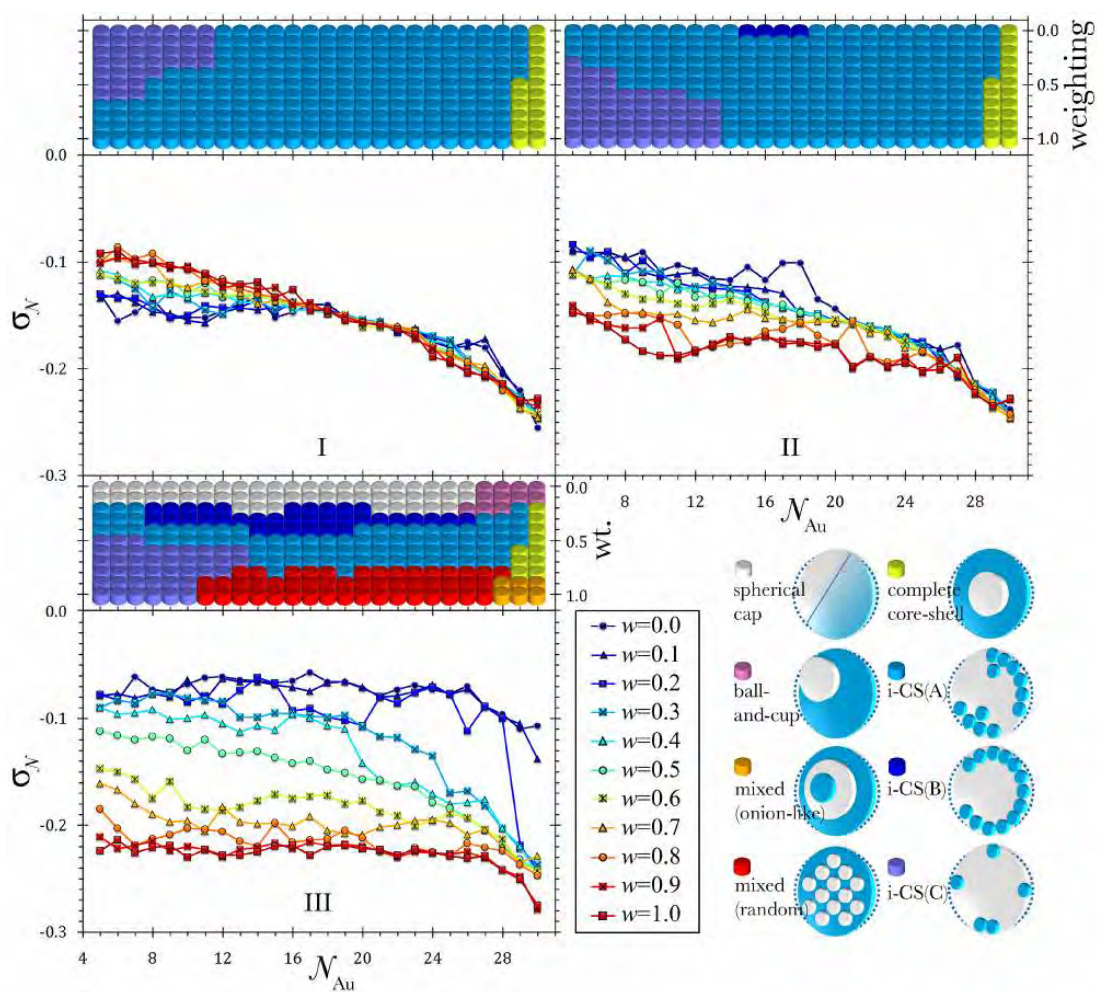 0.0
0.5
1.0
weighting
0.0
-0.1
-0.2
-0.3
σ𝒩
I
II
8 12 16 20 24 28
𝒩Au
0.0
0.5
1.0
wt.
0.0
-0.1
-0.2
-0.3
σ𝒩
III
4 8 12 16 20 24 28
𝒩Au
w=0.0
w=0.1
w=0.2
w=0.3
w=0.4
w=0.5
w=0.6
w=0.7
w=0.8
w=0.9
w=1.0
spherical
cap
complete
core-shell
ball-
and-cup
i-CS(A)
mixed
(onion-like)
i-CS(B)
mixed
(random)
i-CS(C)